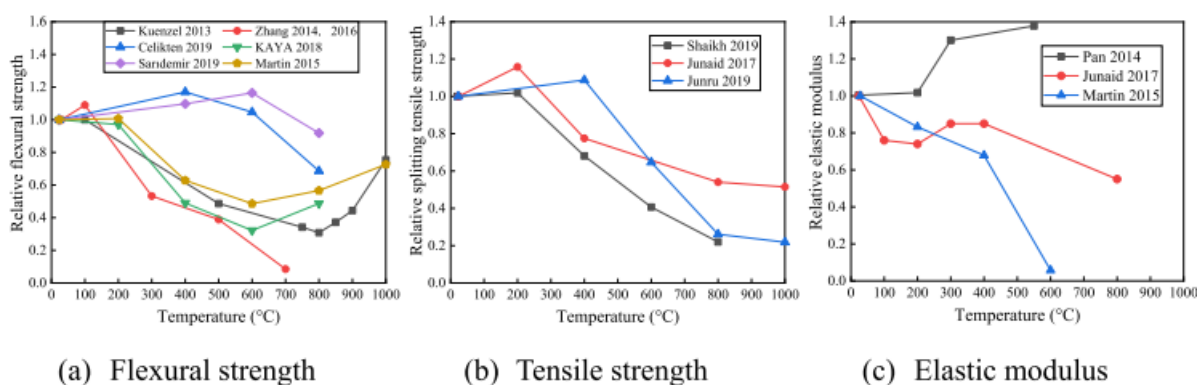 1.6
1.4
1.2
1.0
0.8
0.6
0.4
0.2
0.0
Relative flexural strength
Kuenzel 2013
Zhang 2014, 2016
Celikten 2019
KAYA 2018
Sarıdemir 2019
Martin 2015
0 100 200 300 400 500 600 700 800 900 1000
Temperature (°C)
(a) Flexural strength
1.4
1.2
1.0
0.8
0.6
0.4
0.2
0.0
Relative splitting tensile strength
Shaikh 2019
Junaid 2017
Junru 2019
0 100 200 300 400 500 600 700 800 900 1000
Temperature (°C)
(b) Tensile strength
1.4
1.2
1.0
0.8
0.6
0.4
0.2
0.0
Relative elastic modulus
Pan 2014
Junaid 2017
Martin 2015
0 100 200 300 400 500 600 700 800 900 1000
Temperature (°C)
(c) Elastic modulus